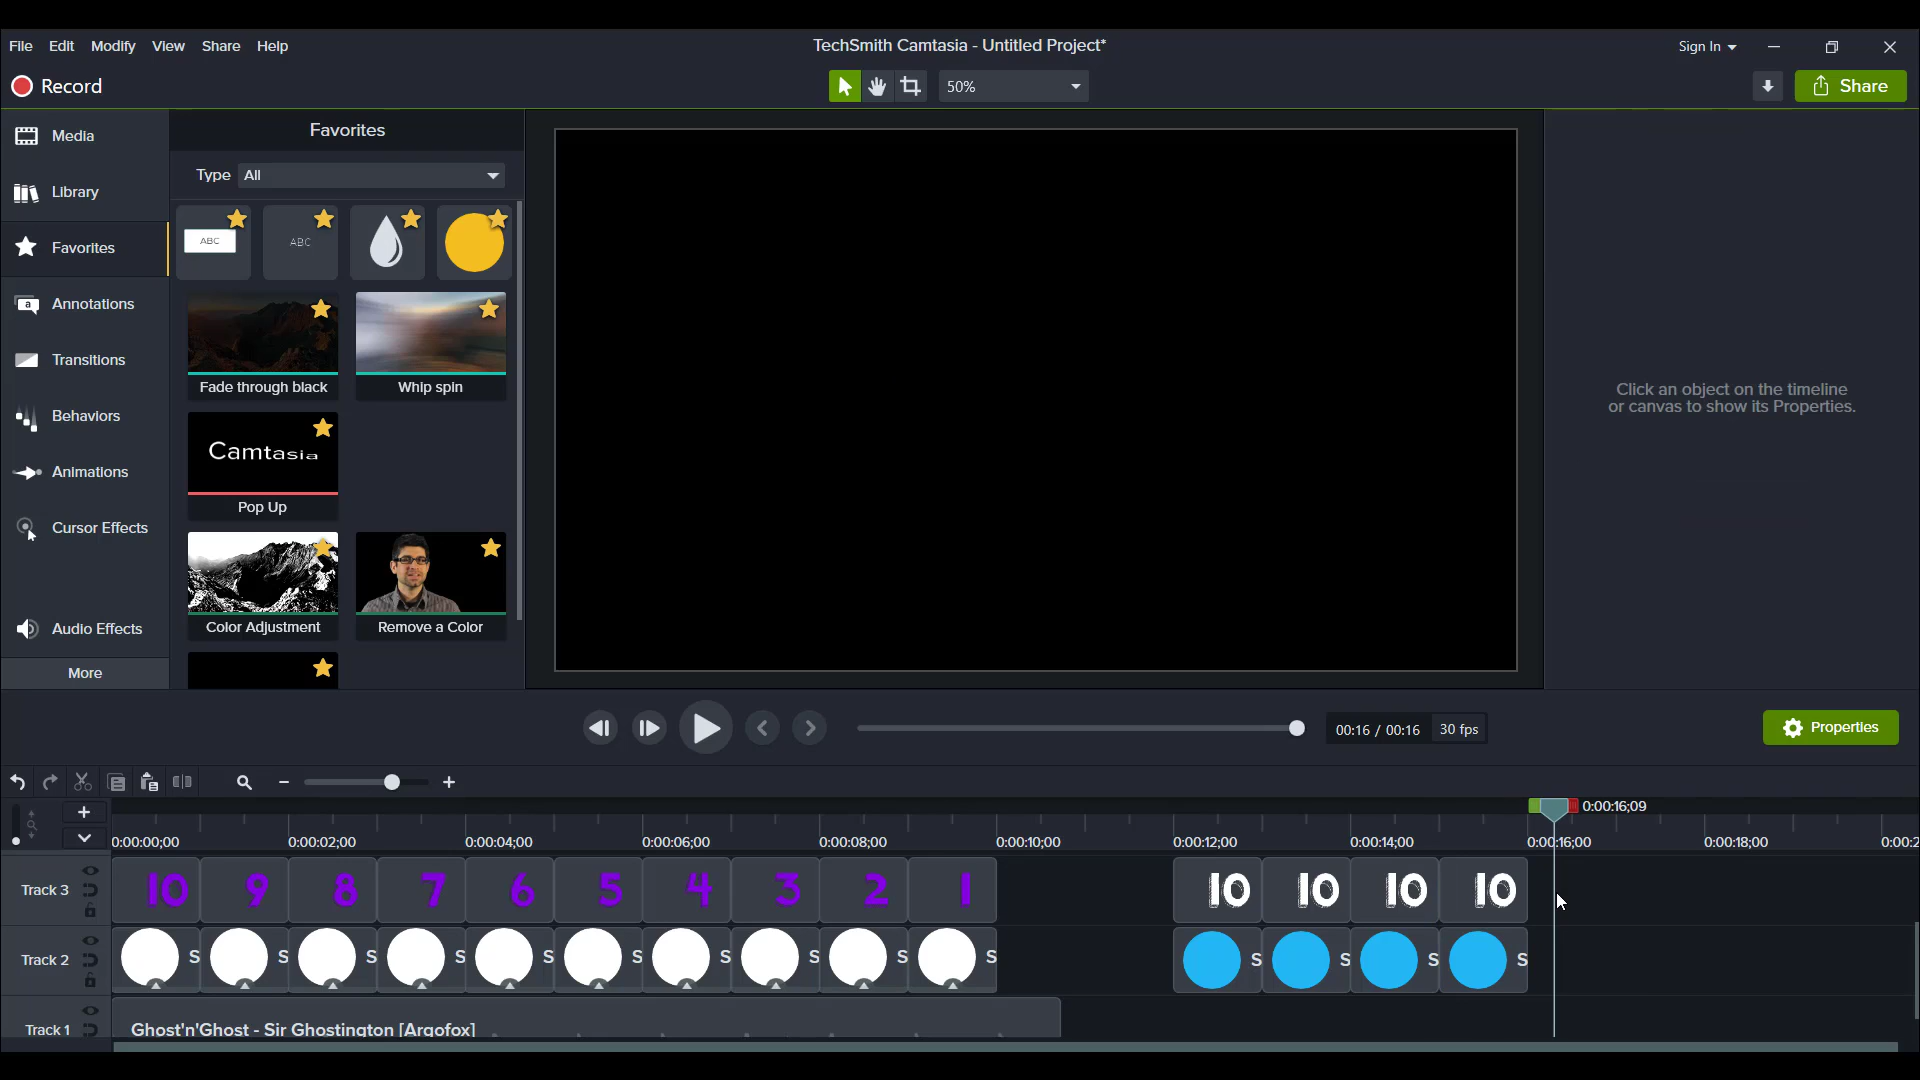 File Edit Modify View Share Help
TechSmith Camtasia - Untitled Project*
Sign In
Record
50%
Share
Media
Library
Favorites
Annotations
Transitions
Behaviors
Animations
Cursor Effects
Audio Effects
More
Favorites
Type All
ABC
ABC
Fade through black
Whip spin
Camtasia
Pop Up
Color Adjustment
Remove a Color
Click an object on the timeline
or canvas to show its Properties.
00:16 / 00:16
30 fps
Properties
0:00:16;09
0:00:00;00 0:00:02;00 0:00:04;00 0:00:06;00 0:00:08;00 0:00:10;00 0:00:12;00 0:00:14;00 0:00:16;00 0:00:18;00 0:00:2
Track 3
10 9 8 7 6 5 4 3 2 1 10 10 10 10
Track 2
S S S S S S S S S S S S S S
Track 1
Ghost'n'Ghost - Sir Ghostington [Argofox]